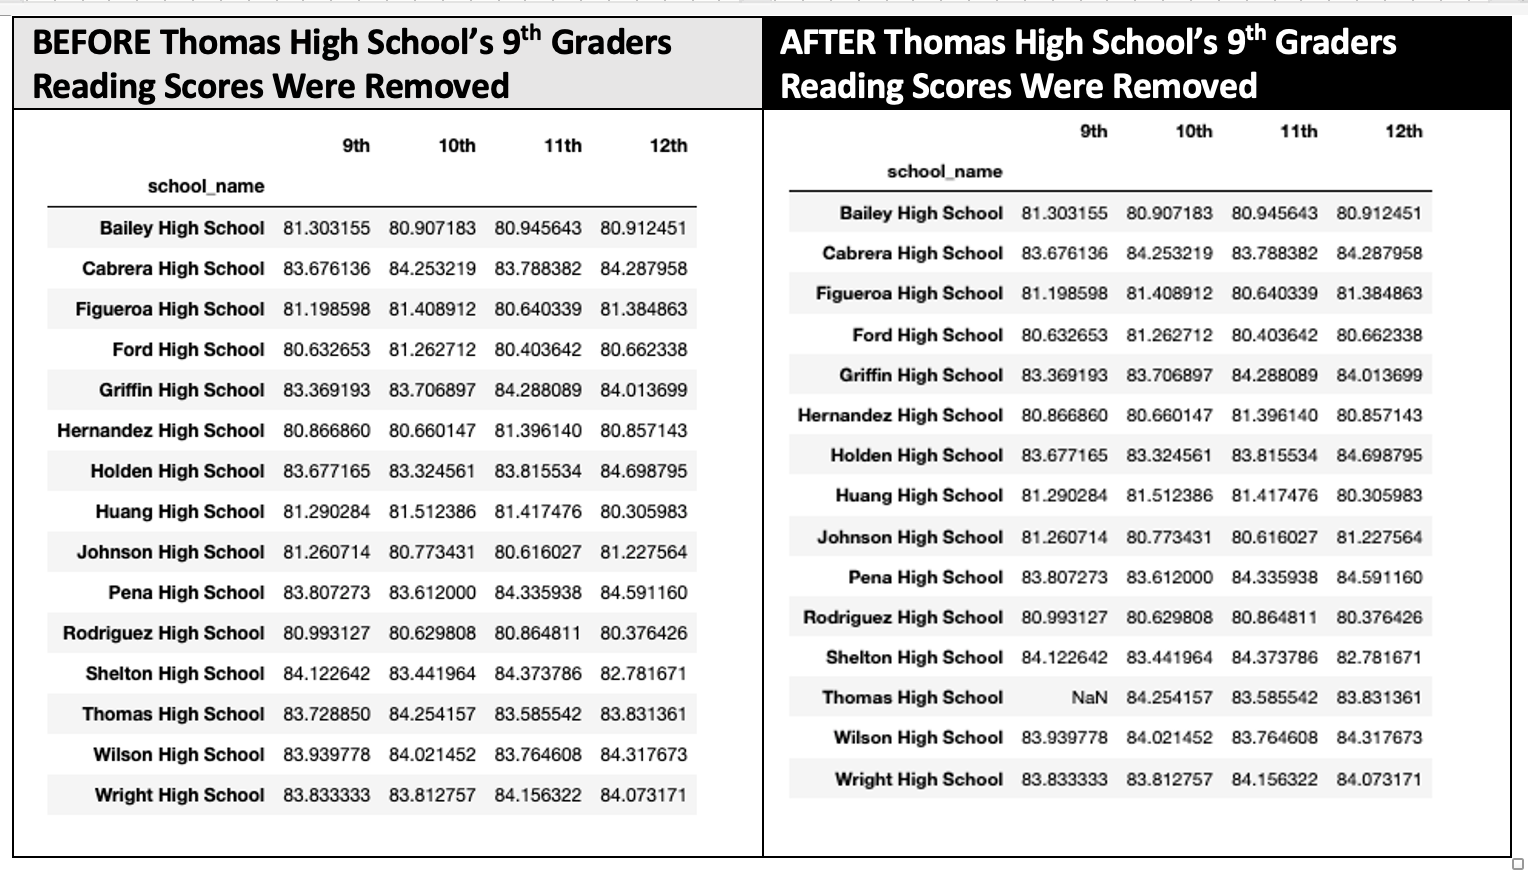 BEFORE Thomas High School’s 9th Graders
Reading Scores Were Removed
9th 10th 11th 12th
school_name
Bailey High School 81.303155 80.907183 80.945643 80.912451
Cabrera High School 83.676136 84.253219 83.788382 84.287958
Figueroa High School 81.198598 81.408912 80.640339 81.384863
Ford High School 80.632653 81.262712 80.403642 80.662338
Griffin High School 83.369193 83.706897 84.288089 84.013699
Hernandez High School 80.866860 80.660147 81.396140 80.857143
Holden High School 83.677165 83.324561 83.815534 84.698795
Huang High School 81.290284 81.512386 81.417476 80.305983
Johnson High School 81.260714 80.773431 80.616027 81.227564
Pena High School 83.807273 83.612000 84.335938 84.591160
Rodriguez High School 80.993127 80.629808 80.864811 80.376426
Shelton High School 84.122642 83.441964 84.373786 82.781671
Thomas High School 83.728850 84.254157 83.585542 83.831361
Wilson High School 83.939778 84.021452 83.764608 84.317673
Wright High School 83.833333 83.812757 84.156322 84.073171
AFTER Thomas High School’s 9th Graders
Reading Scores Were Removed
9th 10th 11th 12th
school_name
Bailey High School 81.303155 80.907183 80.945643 80.912451
Cabrera High School 83.676136 84.253219 83.788382 84.287958
Figueroa High School 81.198598 81.408912 80.640339 81.384863
Ford High School 80.632653 81.262712 80.403642 80.662338
Griffin High School 83.369193 83.706897 84.288089 84.013699
Hernandez High School 80.866860 80.660147 81.396140 80.857143
Holden High School 83.677165 83.324561 83.815534 84.698795
Huang High School 81.290284 81.512386 81.417476 80.305983
Johnson High School 81.260714 80.773431 80.616027 81.227564
Pena High School 83.807273 83.612000 84.335938 84.591160
Rodriguez High School 80.993127 80.629808 80.864811 80.376426
Shelton High School 84.122642 83.441964 84.373786 82.781671
Thomas High School NaN 84.254157 83.585542 83.831361
Wilson High School 83.939778 84.021452 83.764608 84.317673
Wright High School 83.833333 83.812757 84.156322 84.073171